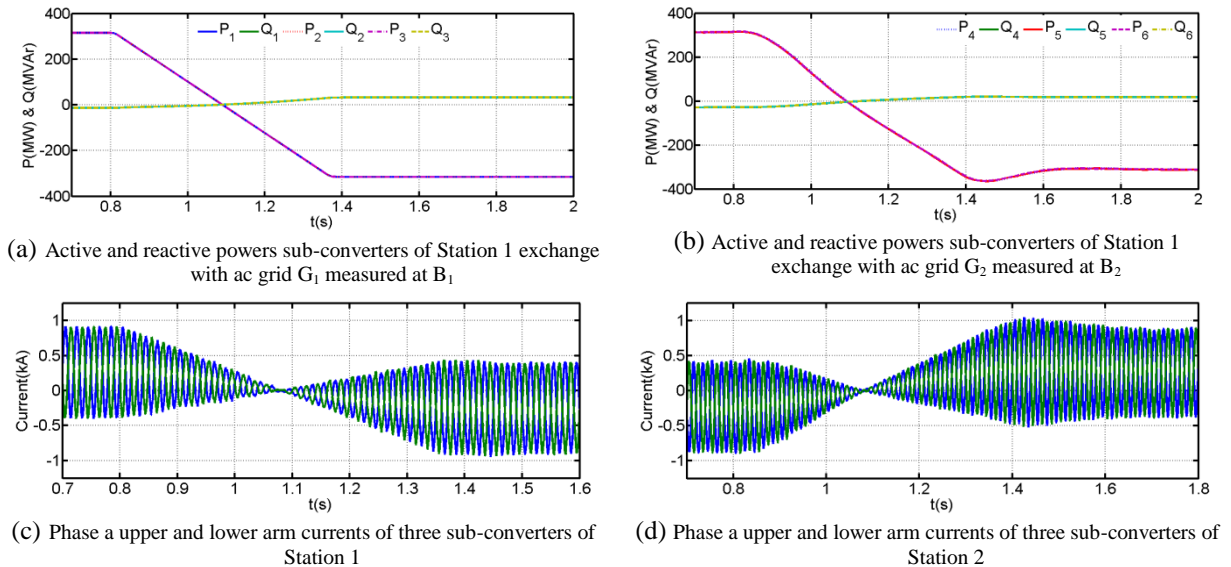 P1 Q1 P2 Q2 P3 Q3
P(MW) & Q(MVAr)
400
200
0
-200
-400
0.8 1 1.2 1.4 1.6 1.8 2
t(s)
(a) Active and reactive powers sub-converters of Station 1 exchange
with ac grid G1 measured at B1
P4 Q4 P5 Q5 P6 Q6
P(MW) & Q(MVAr)
400
200
0
-200
-400
0.8 1 1.2 1.4 1.6 1.8 2
t(s)
(b) Active and reactive powers sub-converters of Station 1
exchange with ac grid G2 measured at B2
Current(kA)
1
0.5
0
-0.5
-1
0.7 0.8 0.9 1 1.1 1.2 1.3 1.4 1.5 1.6
t(s)
(c) Phase a upper and lower arm currents of three sub-converters of
Station 1
Current(kA)
1
0.5
0
-0.5
-1
0.8 1 1.2 1.4 1.6 1.8
t(s)
(d) Phase a upper and lower arm currents of three sub-converters of
Station 2